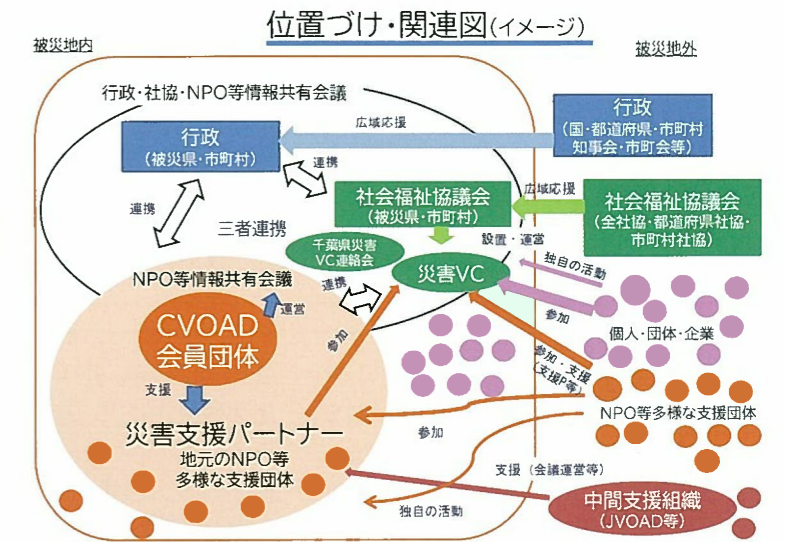 位置づけ・関連図(イメージ)
被災地内
被災地外
行政・社協・NPO等情報共有会議
行政
(被災県・市町村)
広域応援
行政
(国・都道府県・市町村
知事会・市町会等)
連携
連携
三者連携
社会福祉協議会
(被災県・市町村)
広域応援
社会福祉協議会
(全社協・都道府県社協・
市町村社協)
設置・運営
千葉県災害
VC連絡会
災害VC
独自の活動
NPO等情報共有会議
連携
運営
CVOAD
会員団体
参加
参加
個人・団体・企業
参加・支援
(支援P等)
支援
災害支援パートナー
地元のNPO等
多様な支援団体
参加
NPO等多様な支援団体
支援(会議運営等)
独自の活動
中間支援組織
(JVOAD等)